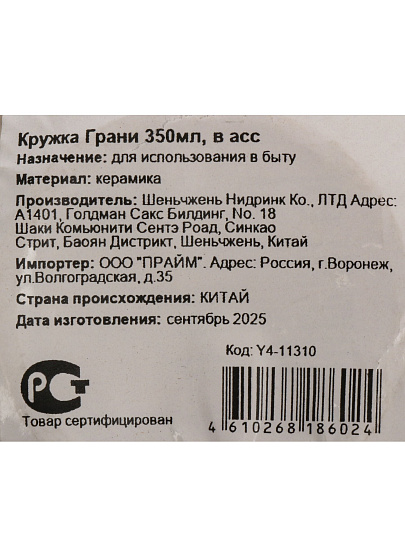 Кружка Грани 350мл, в асс
Назначение: для использования в быту
Материал: керамика
Производитель: Шеньчжень Нидринк Ко., ЛТД Адрес:
А1401, Голдман Сакс Билдинг, No. 18
Шаки Комьюнити Сентэ Роад, Синкао
Стрит, Баоян Дистрикт, Шеньчжень, Китай
Импортер: ООО "ПРАЙМ". Адрес: Россия, г.Воронеж,
ул.Волгоградская, д.35
Страна происхождения: КИТАЙ
Дата изготовления: сентябрь 2025
Код: Y4-11310
РСТ
Товар сертифицирован
4 610268 186024